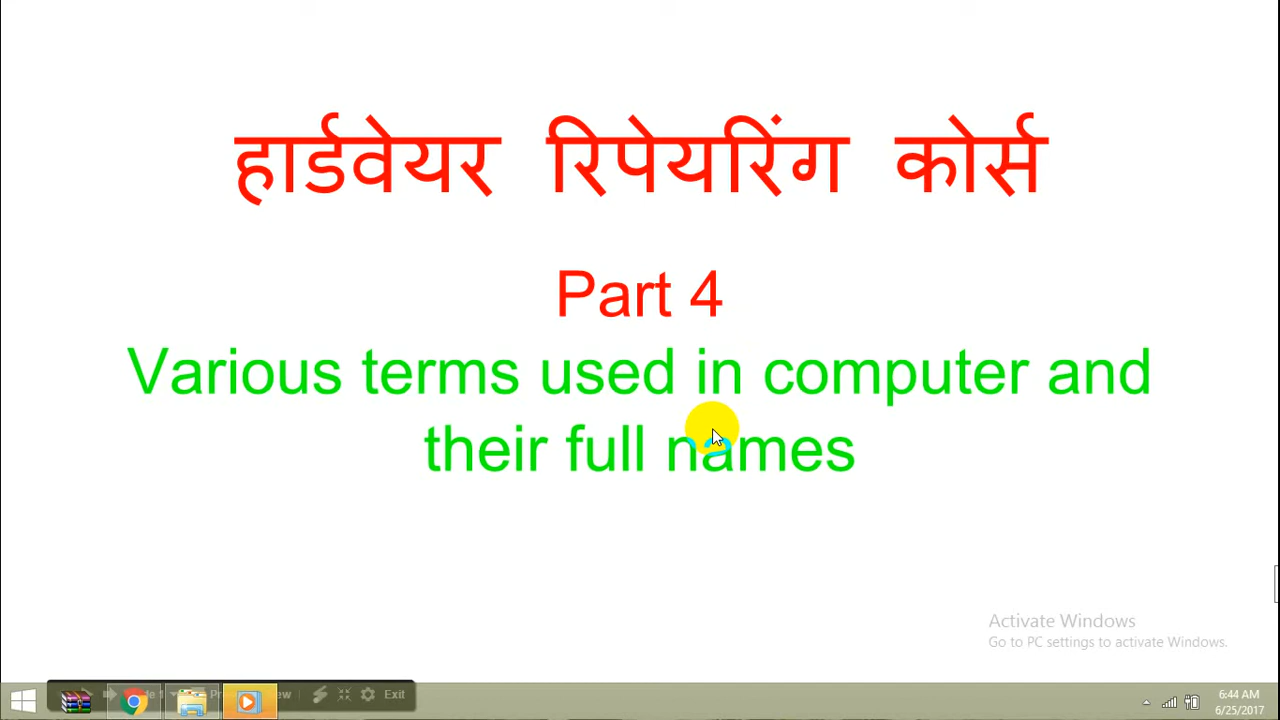 हार्डवेयर रिपेयरिंग कोर्स
Part 4
Various terms used in computer and
their full names
Activate Windows
Go to PC settings to activate Windows.
Exit
6:44 AM
6/25/2017